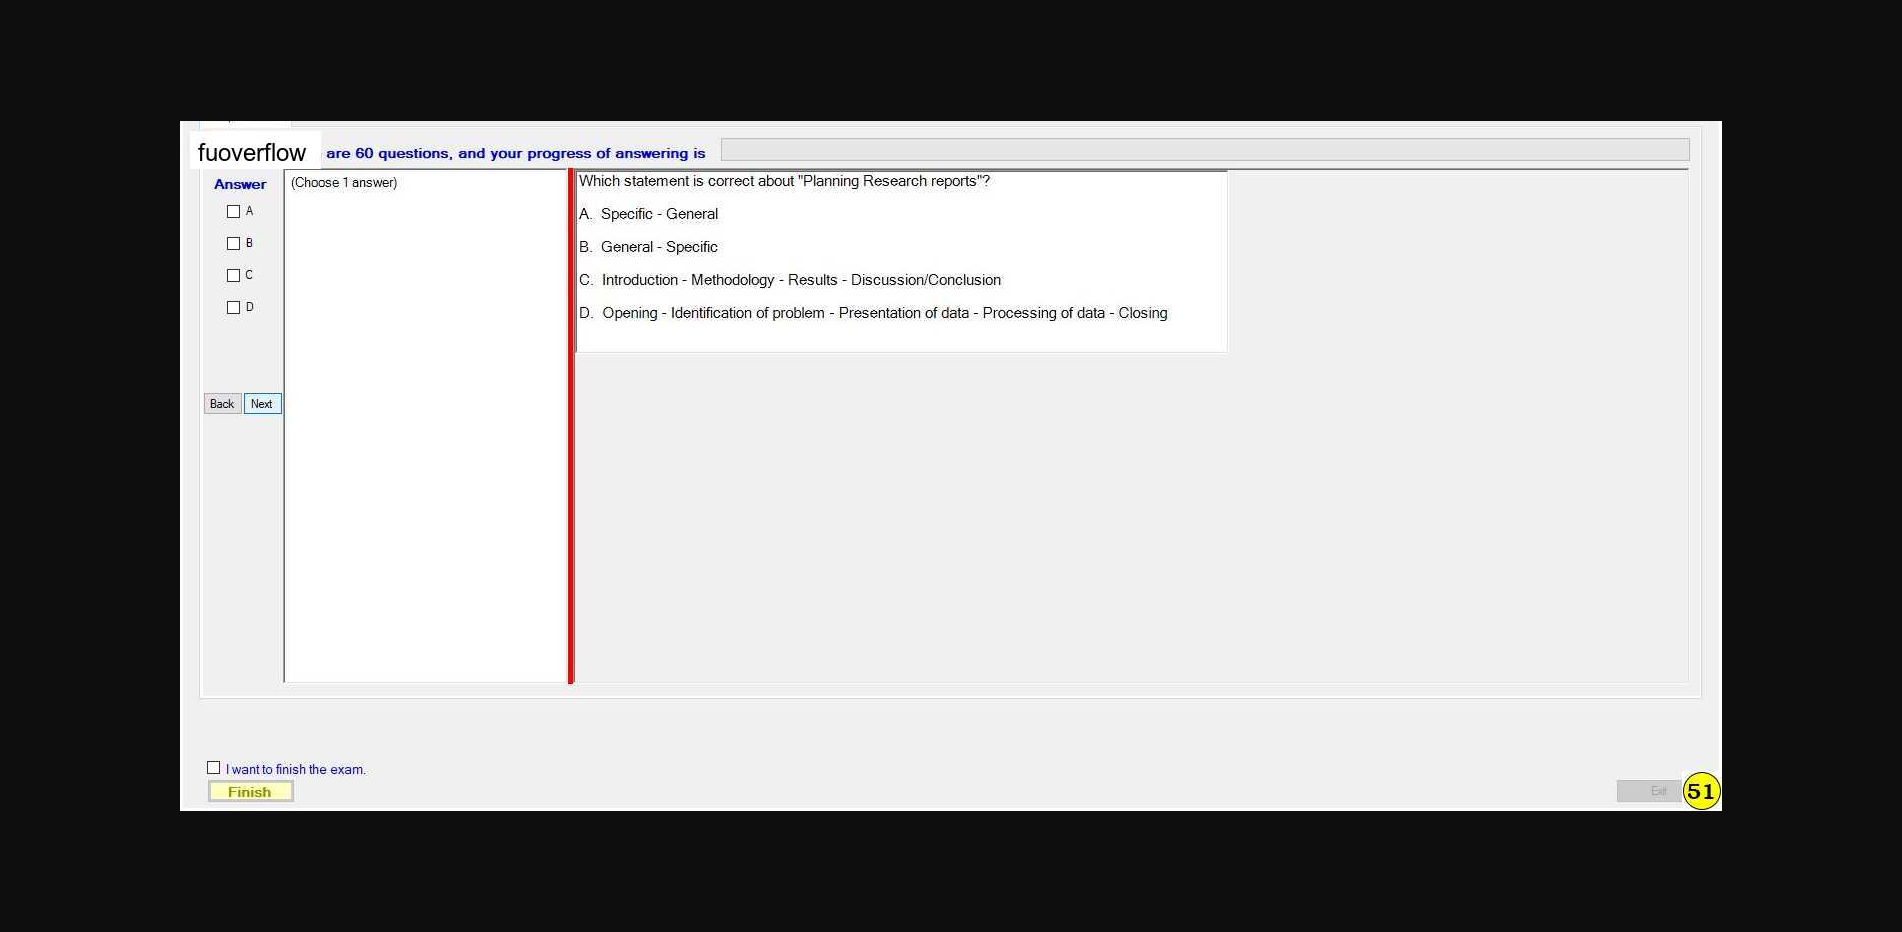 fuoverflow are 60 questions, and your progress of answering is
Answer
(Choose 1 answer)
A
B
C
D
Back Next
Which statement is correct about "Planning Research reports"?
A. Specific - General
B. General - Specific
C. Introduction - Methodology - Results - Discussion/Conclusion
D. Opening - Identification of problem - Presentation of data - Processing of data - Closing
I want to finish the exam.
Finish
Exit
51